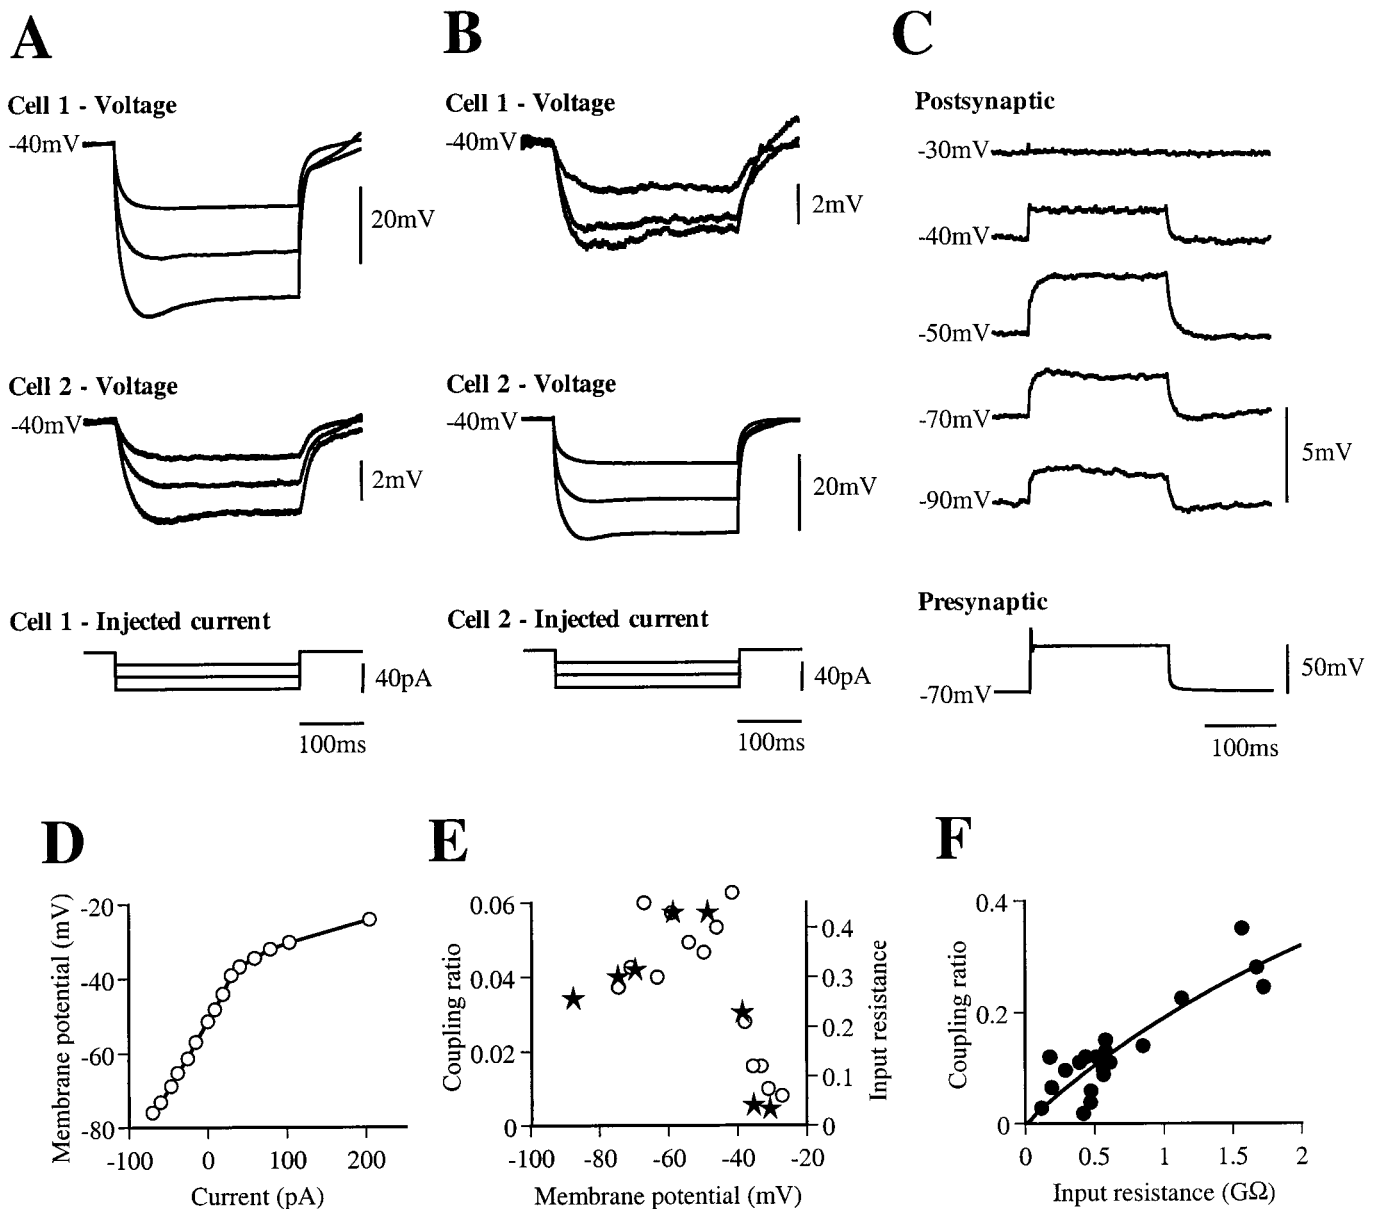 A
B
C
Cell 1 - Voltage
-40mV
20mV
Cell 2 - Voltage
-40mV
2mV
Cell 1 - Injected current
40pA
100ms
Cell 1 - Voltage
-40mV
2mV
Cell 2 - Voltage
-40mV
20mV
Cell 2 - Injected current
40pA
100ms
Postsynaptic
-30mV
-40mV
-50mV
-70mV
5mV
-90mV
Presynaptic
50mV
-70mV
100ms
D
Membrane potential (mV)
-20
-40
-60
-80
-100 0 100 200
Current (pA)
E
Coupling ratio
0.06
0.04
0.02
0
Input resistance
0.4
0.3
0.2
0.1
0
-100 -80 -60 -40 -20
Membrane potential (mV)
F
Coupling ratio
0.4
0.2
0
0 0.5 1 1.5 2
Input resistance (GΩ)